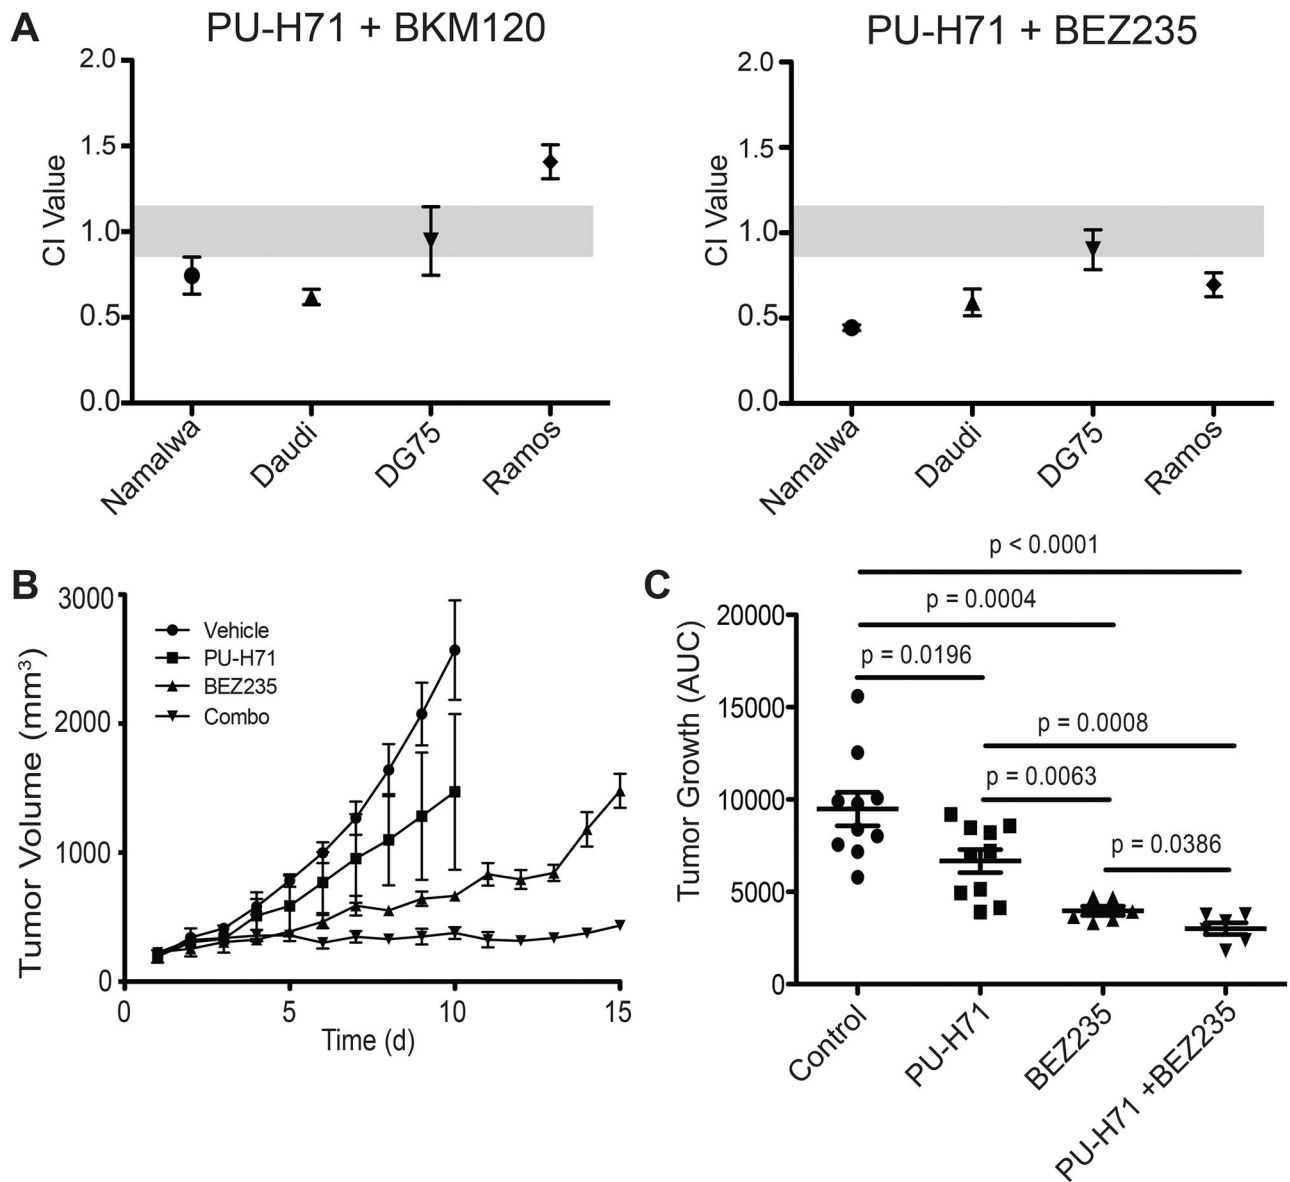 A
PU-H71 + BKM120
2.0
1.5
1.0
0.5
0.0
CI Value
Namalwa
Daudi
DG75
Ramos
PU-H71 + BEZ235
2.0
1.5
1.0
0.5
0.0
CI Value
Namalwa
Daudi
DG75
Ramos
B
3000
2000
1000
0
Tumor Volume (mm³)
Vehicle
PU-H71
BEZ235
Combo
0
5
10
15
Time (d)
C
p < 0.0001
p = 0.0004
p = 0.0196
p = 0.0008
p = 0.0063
p = 0.0386
20000
15000
10000
5000
0
Tumor Growth (AUC)
Control
PU-H71
BEZ235
PU-H71 +BEZ235